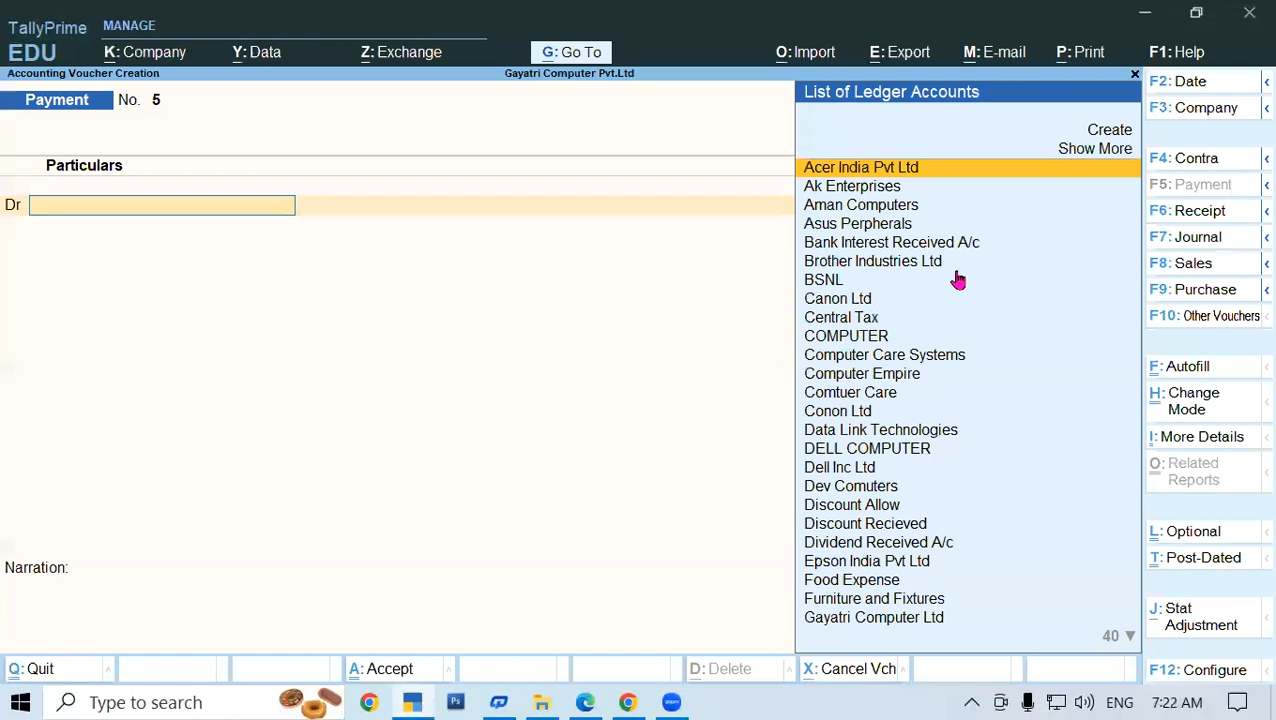 TallyPrime
EDU
MANAGE
K: Company
Y: Data
Z: Exchange
G: Go To
O: Import
E: Export
M: E-mail
P: Print
F1: Help
Accounting Voucher Creation
Gayatri Computer Pvt.Ltd
Payment No. 5
Particulars
Dr
Narration:
List of Ledger Accounts
Create
Show More
Acer India Pvt Ltd
Ak Enterprises
Aman Computers
Asus Perpherals
Bank Interest Received A/c
Brother Industries Ltd
BSNL
Canon Ltd
Central Tax
COMPUTER
Computer Care Systems
Computer Empire
Comtuer Care
Conon Ltd
Data Link Technologies
DELL COMPUTER
Dell Inc Ltd
Dev Comuters
Discount Allow
Discount Recieved
Dividend Received A/c
Epson India Pvt Ltd
Food Expense
Furniture and Fixtures
Gayatri Computer Ltd
40 ▼
F2: Date
F3: Company
F4: Contra
F5: Payment
F6: Receipt
F7: Journal
F8: Sales
F9: Purchase
F10: Other Vouchers
F: Autofill
H: Change
Mode
I: More Details
O: Related
Reports
L: Optional
T: Post-Dated
J: Stat
Adjustment
F12: Configure
Q: Quit
A: Accept
D: Delete
X: Cancel Vch
Type here to search
Ps
ENG
7:22 AM